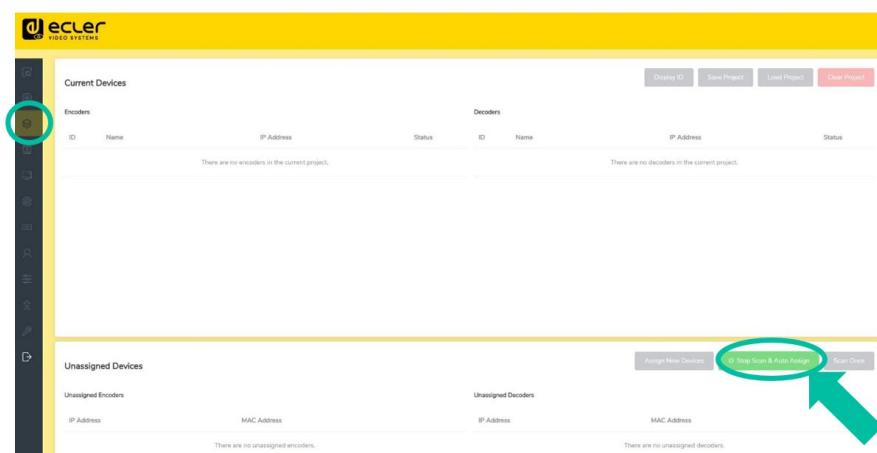 ecler
VIDEO SYSTEMS
Current Devices
Display ID Save Project Load Project Clear Project
Encoders Decoders
ID Name IP Address Status ID Name IP Address Status
There are no encoders in the current project. There are no decoders in the current project.
Unassigned Devices
Assign New Devices Stop Scan & Auto Assign Scan Once
Unassigned Encoders Unassigned Decoders
IP Address MAC Address IP Address MAC Address
There are no unassigned encoders. There are no unassigned decoders.